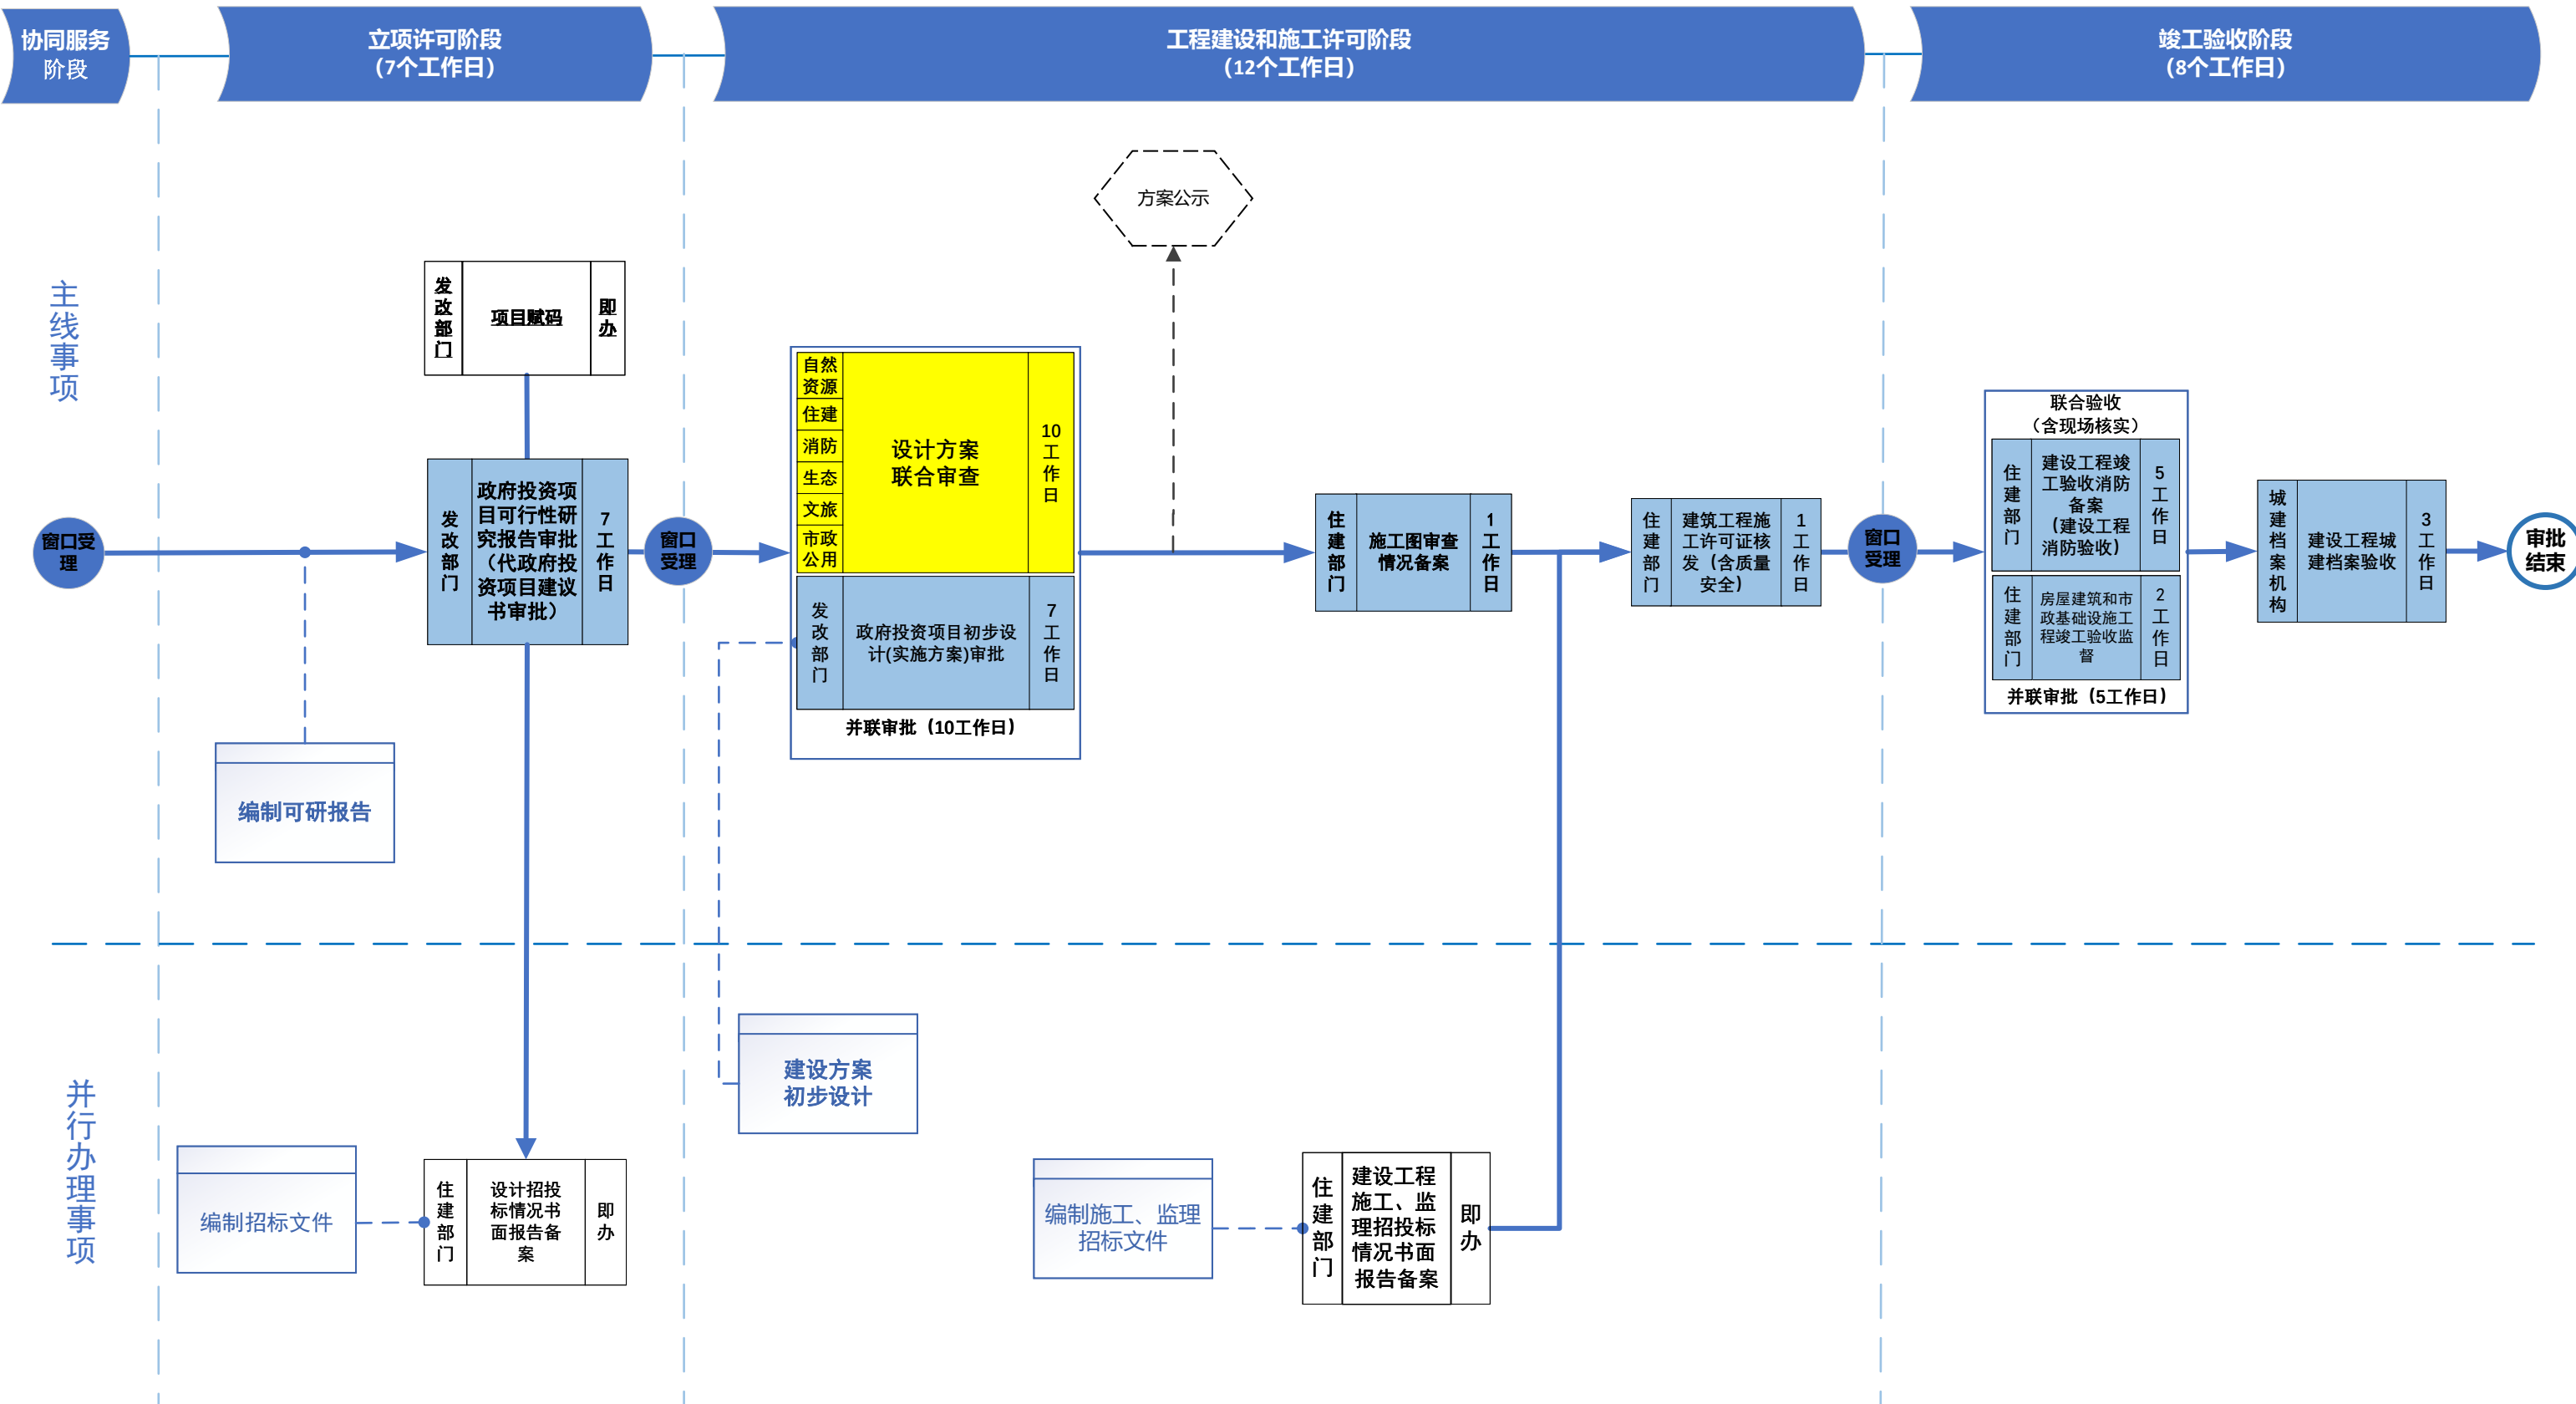 协同服务
阶段
立项许可阶段
（7个工作日）
工程建设和施工许可阶段
（12个工作日）
竣工验收阶段
（8个工作日）
主线事项
并行办理事项
窗口受
理
编制可研报告
发改部门
项目赋码
即办
发改部门
政府投资项
目可行性研
究报告审批
（代政府投
资项目建议
书审批）
7工作日
编制招标文件
住建部门
设计招投
标情况书
面报告备
案
即办
窗口
受理
自然
资源
住建
消防
生态
文旅
市政
公用
设计方案
联合审查
10工作日
发改部门
政府投资项目初步设
计(实施方案)审批
7工作日
并联审批（10工作日）
建设方案
初步设计
方案公示
住建部门
施工图审查
情况备案
1工作日
编制施工、监理
招标文件
住建部门
建设工程
施工、监
理招投标
情况书面
报告备案
即办
住建部门
建筑工程施
工许可证核
发（含质量
安全）
1工作日
窗口
受理
联合验收
（含现场核实）
住建部门
建设工程竣
工验收消防
备案
（建设工程
消防验收）
5工作日
住建部门
房屋建筑和市
政基础设施工
程竣工验收监
督
2工作日
并联审批（5工作日）
城建档案机构
建设工程城
建档案验收
3工作日
审批
结束